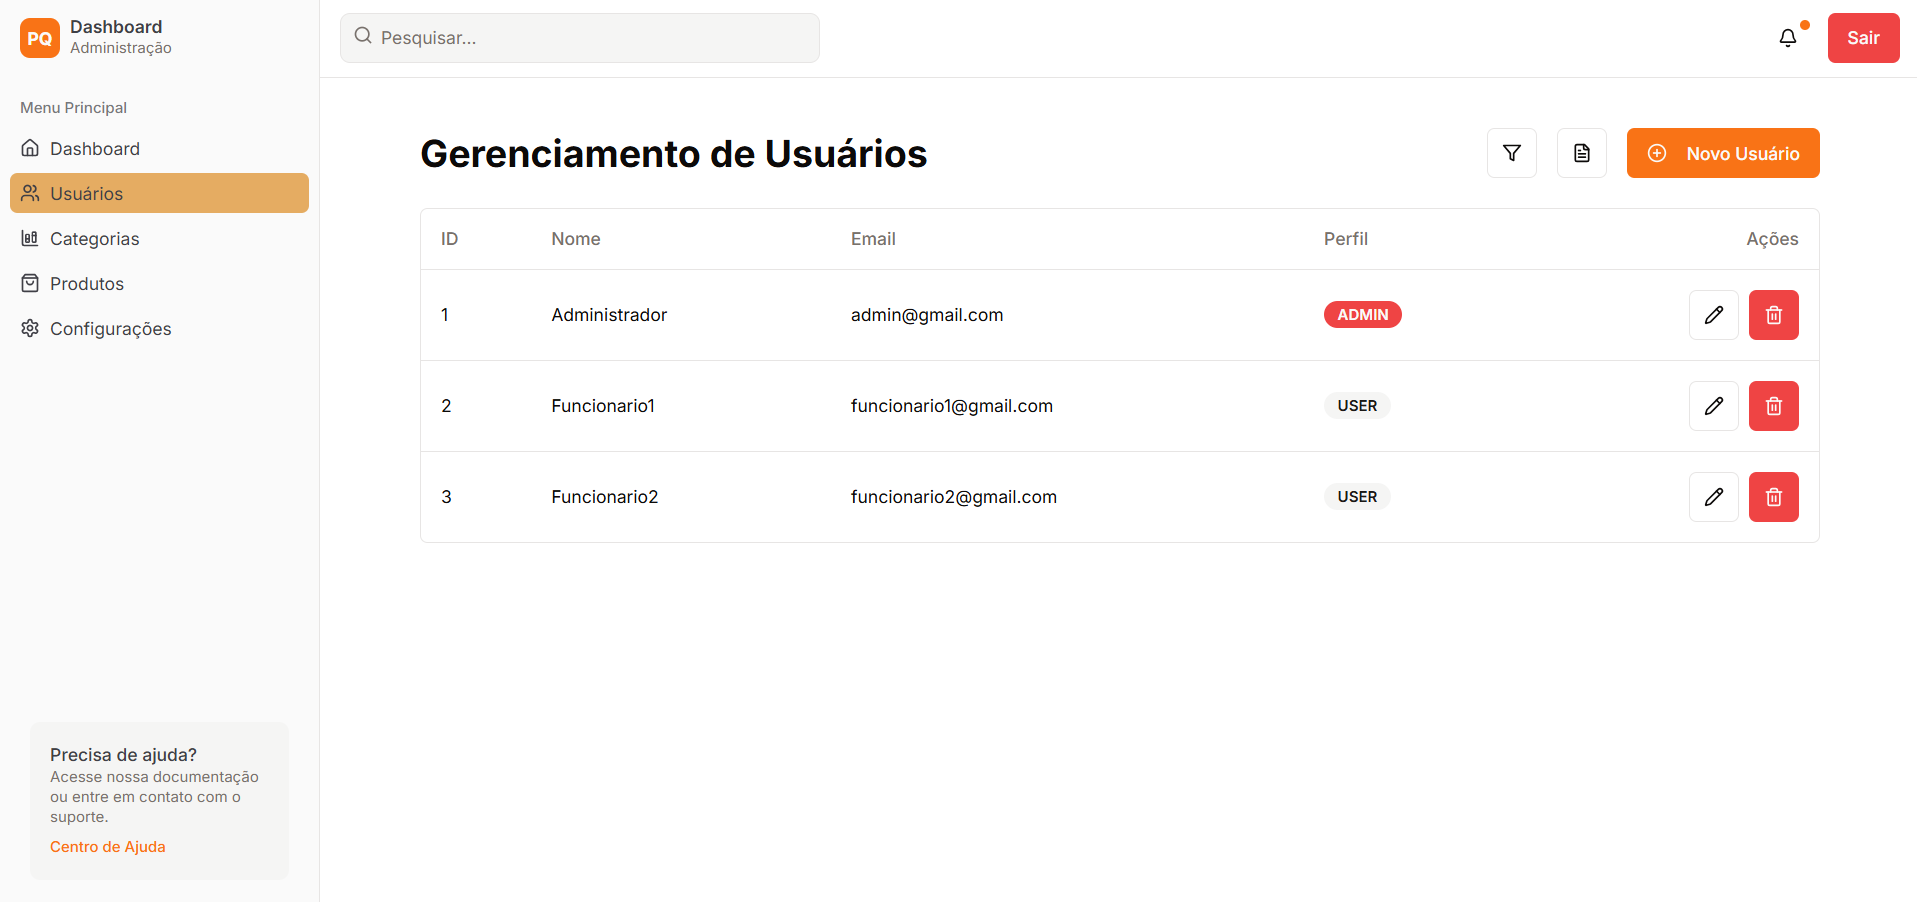 PQ
Dashboard
Administração
Menu Principal
Dashboard
Usuários
Categorias
Produtos
Configurações
Precisa de ajuda?
Acesse nossa documentação
ou entre em contato com o
suporte.
Centro de Ajuda
Pesquisar...
Sair
Gerenciamento de Usuários
Novo Usuário
ID Nome Email Perfil Ações
1 Administrador admin@gmail.com ADMIN
2 Funcionario1 funcionario1@gmail.com USER
3 Funcionario2 funcionario2@gmail.com USER